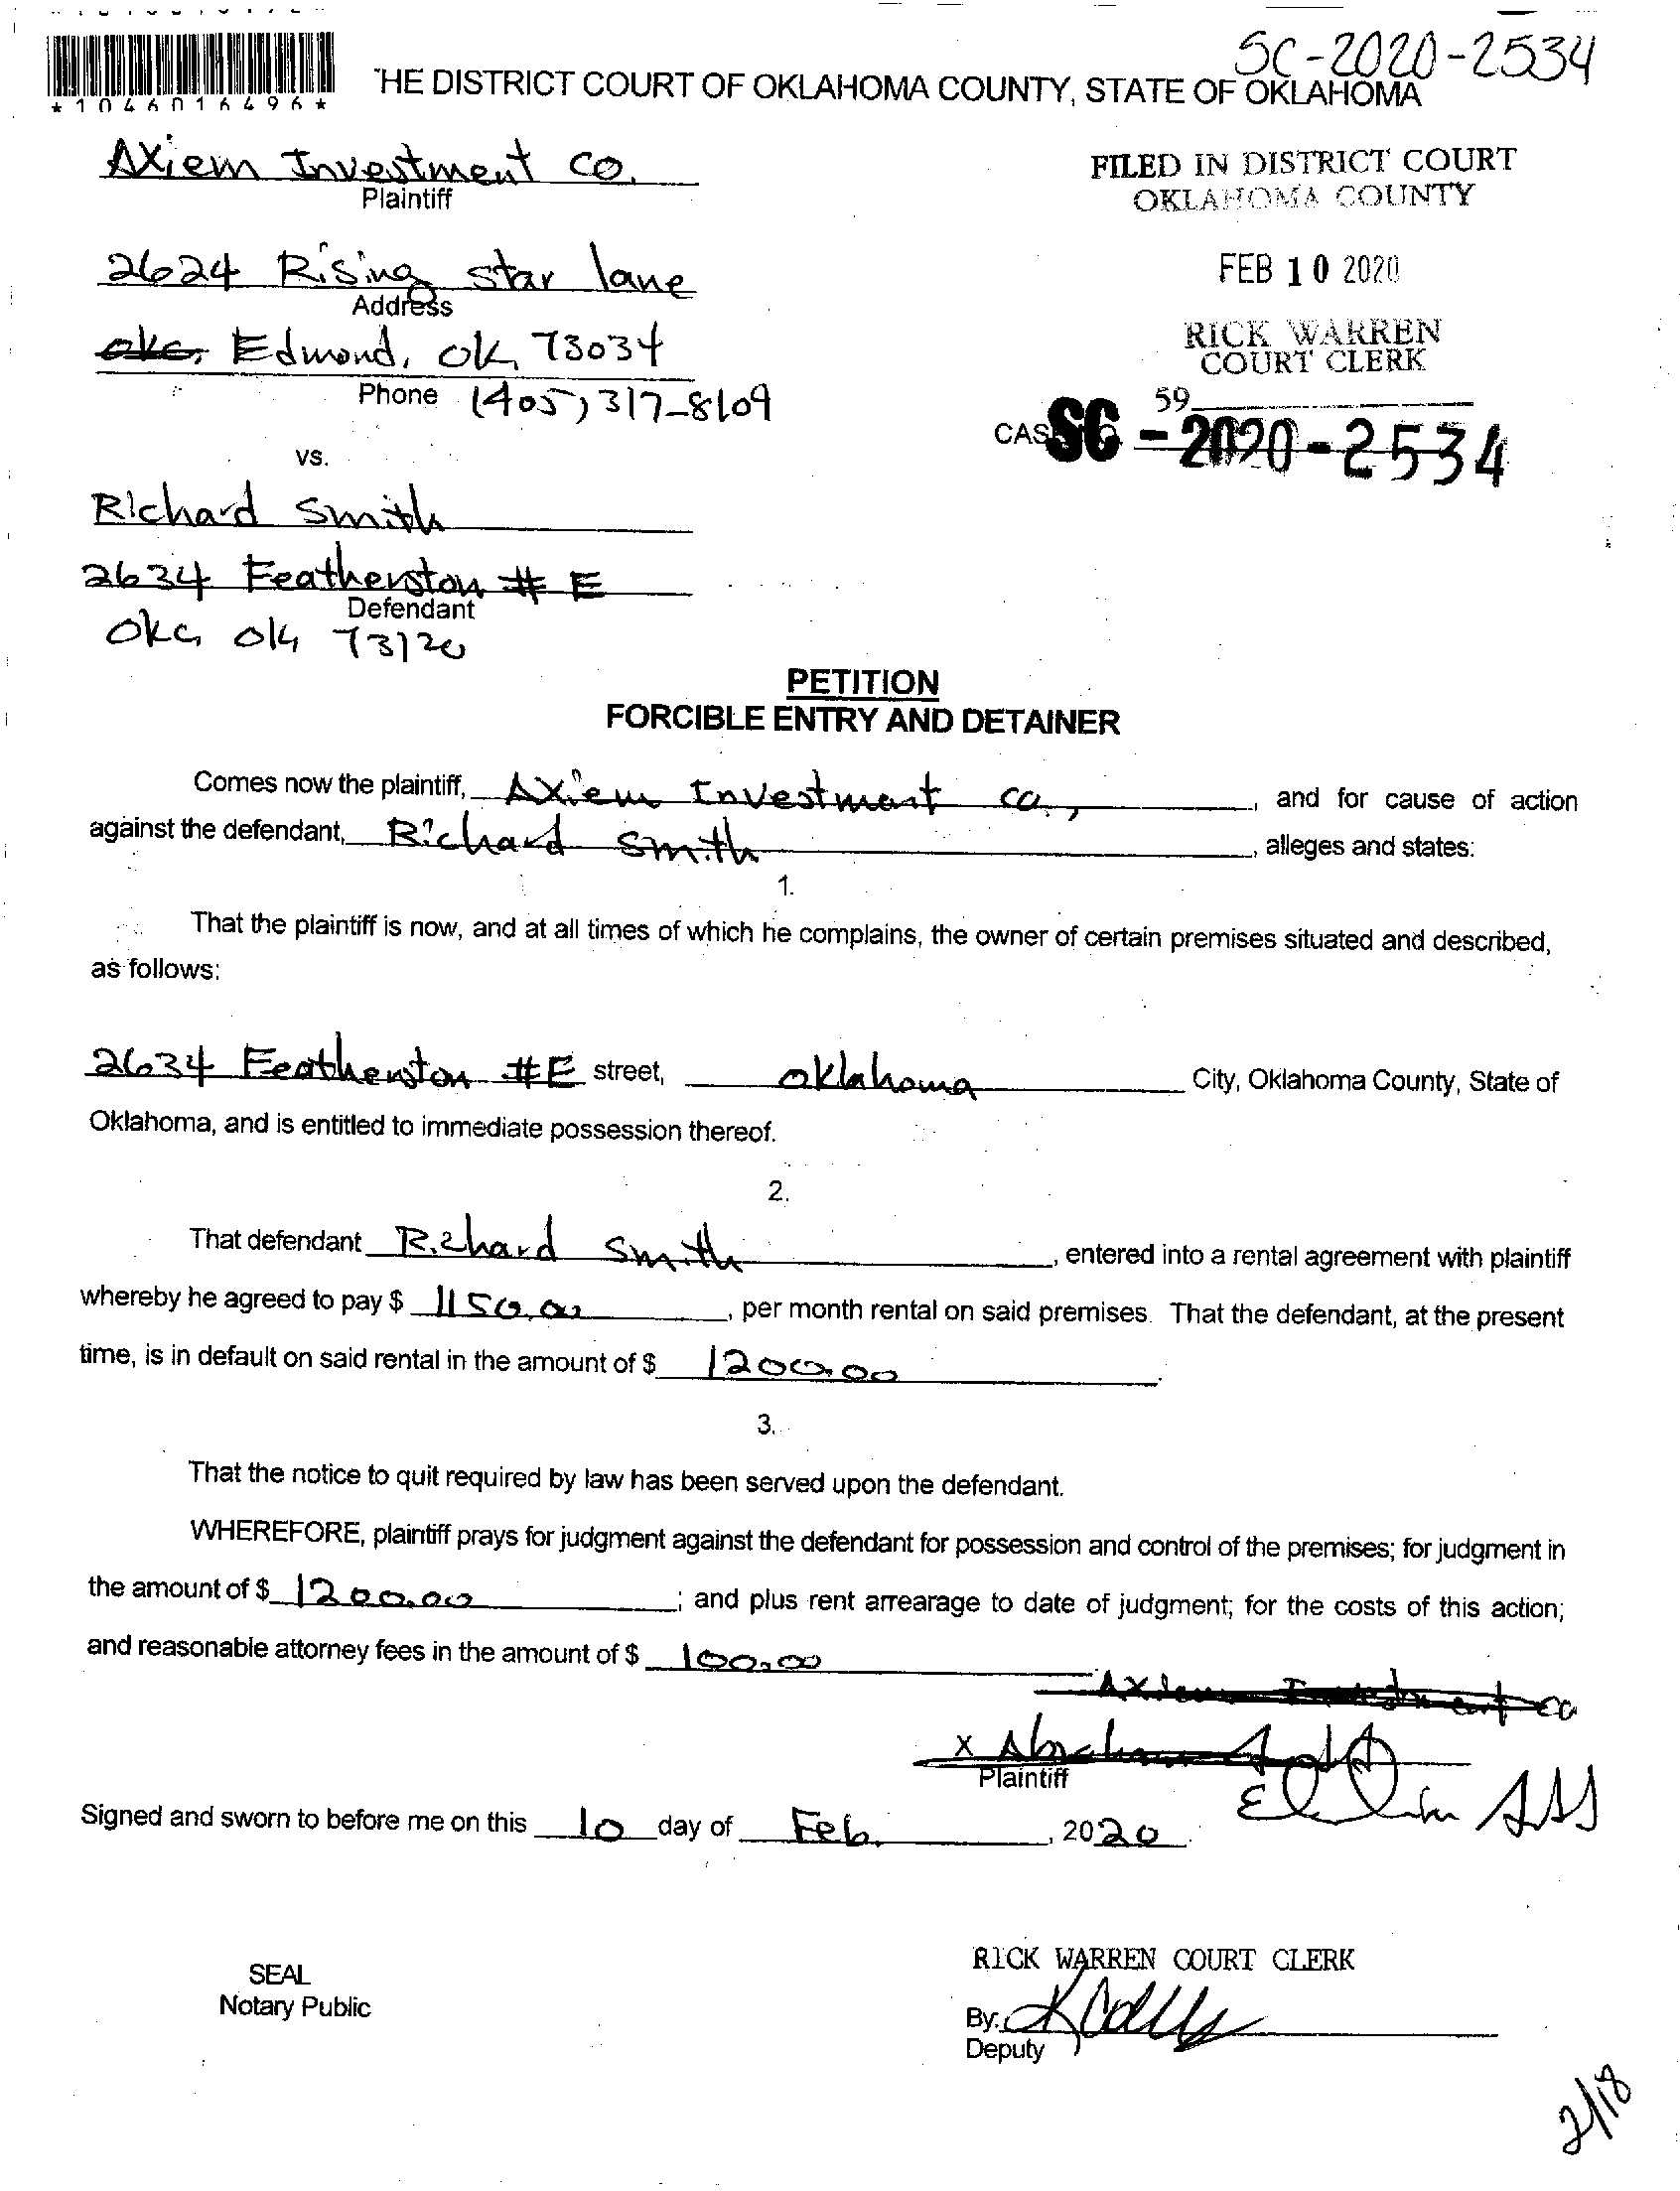 SC-2020-2534
*1046016496*
THE DISTRICT COURT OF OKLAHOMA COUNTY, STATE OF OKLAHOMA
Axiem Investment Co.
Plaintiff
FILED IN DISTRICT COURT
OKLAHOMA COUNTY
2624 Rising Star lane
Address
FEB 10 2020
okc, Edmond, ok, 73034
Phone (405) 317-8109
RICK WARREN
COURT CLERK
59
CASE NO. SC-2020-2534
vs.
Richard Smith
2634 Featherston # E
Defendant
Okc, ok 73120
PETITION
FORCIBLE ENTRY AND DETAINER
Comes now the plaintiff, Axiem Investment co., and for cause of action
against the defendant, Richard Smith, alleges and states:
1.
That the plaintiff is now, and at all times of which he complains, the owner of certain premises situated and described,
as follows:
2634 Featherston #E street, oklahoma City, Oklahoma County, State of
Oklahoma, and is entitled to immediate possession thereof.
2.
That defendant Richard Smith, entered into a rental agreement with plaintiff
whereby he agreed to pay $ 1150.00, per month rental on said premises. That the defendant, at the present
time, is in default on said rental in the amount of $ 1200.00.
3.
That the notice to quit required by law has been served upon the defendant.
WHEREFORE, plaintiff prays for judgment against the defendant for possession and control of the premises; for judgment in
the amount of $ 1200.00; and plus rent arrearage to date of judgment; for the costs of this action;
and reasonable attorney fees in the amount of $ 100.00
Axiem Investment co
X
Plaintiff
Signed and sworn to before me on this 10 day of Feb., 2020.
SEAL
Notary Public
RICK WARREN COURT CLERK
By:
Deputy
2/18